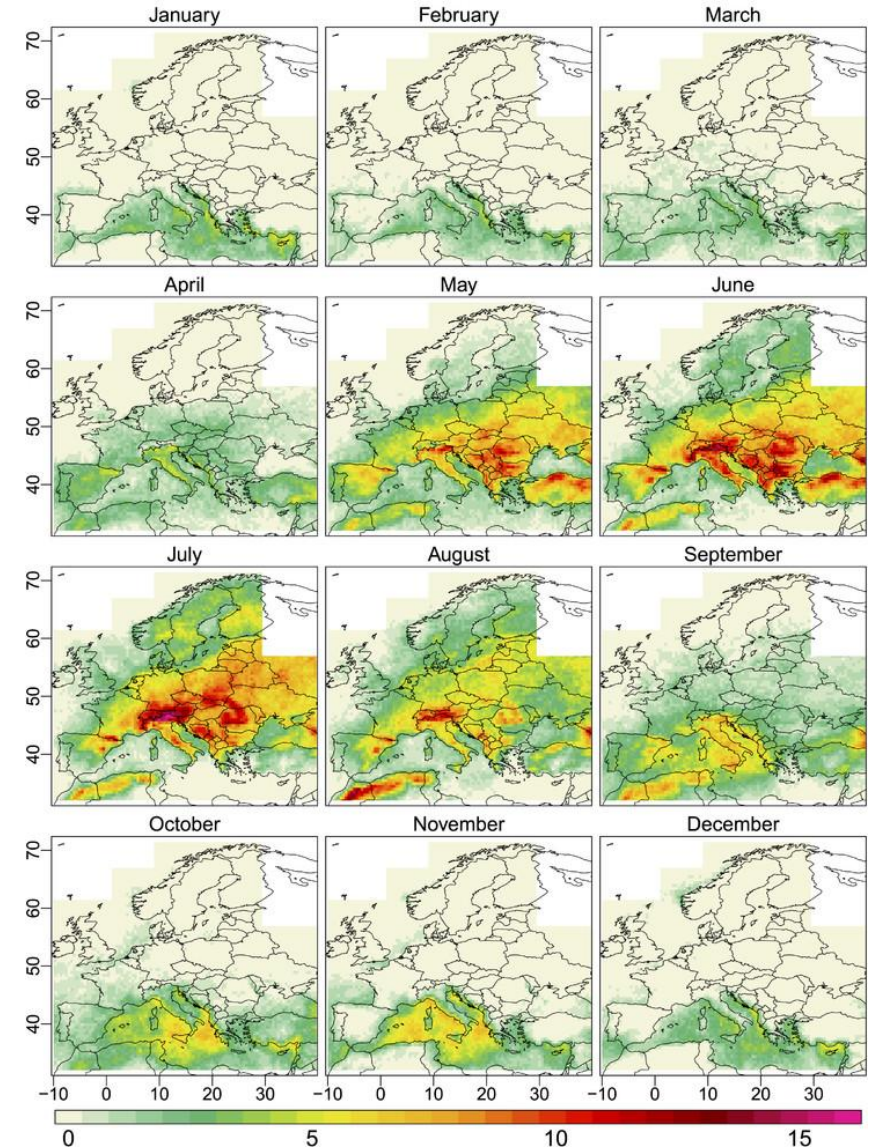 January February March
70
60
50
40
April May June
70
60
50
40
July August September
70
60
50
40
October November December
70
60
50
40
−10 0 10 20 30 −10 0 10 20 30 −10 0 10 20 30
0 5 10 15